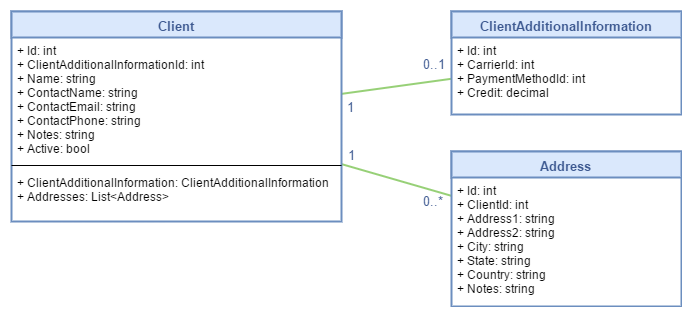 Client
+ Id: int
+ ClientAdditionalInformationId: int
+ Name: string
+ ContactName: string
+ ContactEmail: string
+ ContactPhone: string
+ Notes: string
+ Active: bool
+ ClientAdditionalInformation: ClientAdditionalInformation
+ Addresses: List<Address>
1
0..1
1
0..*
ClientAdditionalInformation
+ Id: int
+ CarrierId: int
+ PaymentMethodId: int
+ Credit: decimal
Address
+ Id: int
+ ClientId: int
+ Address1: string
+ Address2: string
+ City: string
+ State: string
+ Country: string
+ Notes: string